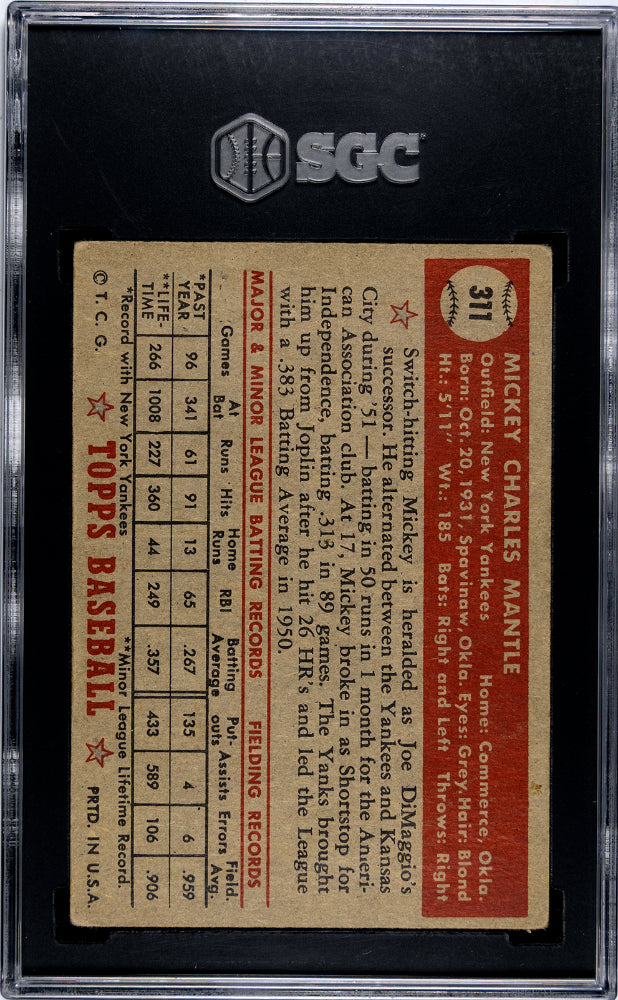 SGC
311
MICKEY CHARLES MANTLE
Outfield: New York Yankees Home: Commerce, Okla.
Born: Oct. 20, 1931, Spavinaw, Okla. Eyes: Grey Hair: Blond
Ht.: 5'11" Wt.: 185 Bats: Right and Left Throws: Right
Switch-hitting Mickey is heralded as Joe DiMaggio's
successor. He alternated between the Yankees and Kansas
City during '51 — batting in 50 runs in 1 month for the Ameri-
can Association club. At 17, Mickey broke in as Shortstop for
Independence, batting .313 in 89 games. The Yanks brought
him up from Joplin after he hit 26 HR's and led the League
with a .383 Batting Average in 1950.
MAJOR & MINOR LEAGUE BATTING RECORDS FIELDING RECORDS
Games At Bat Runs Hits Home Runs RBI Batting Average Put-outs Assists Errors Field. Avg.
*PAST YEAR 96 341 61 91 13 65 .267 135 4 6 .959
**LIFE-TIME 266 1008 227 360 44 249 .357 433 589 106 .906
*Record with New York Yankees **Minor League Lifetime Record.
© T. C. G. TOPPS BASEBALL PRTD. IN U.S.A.